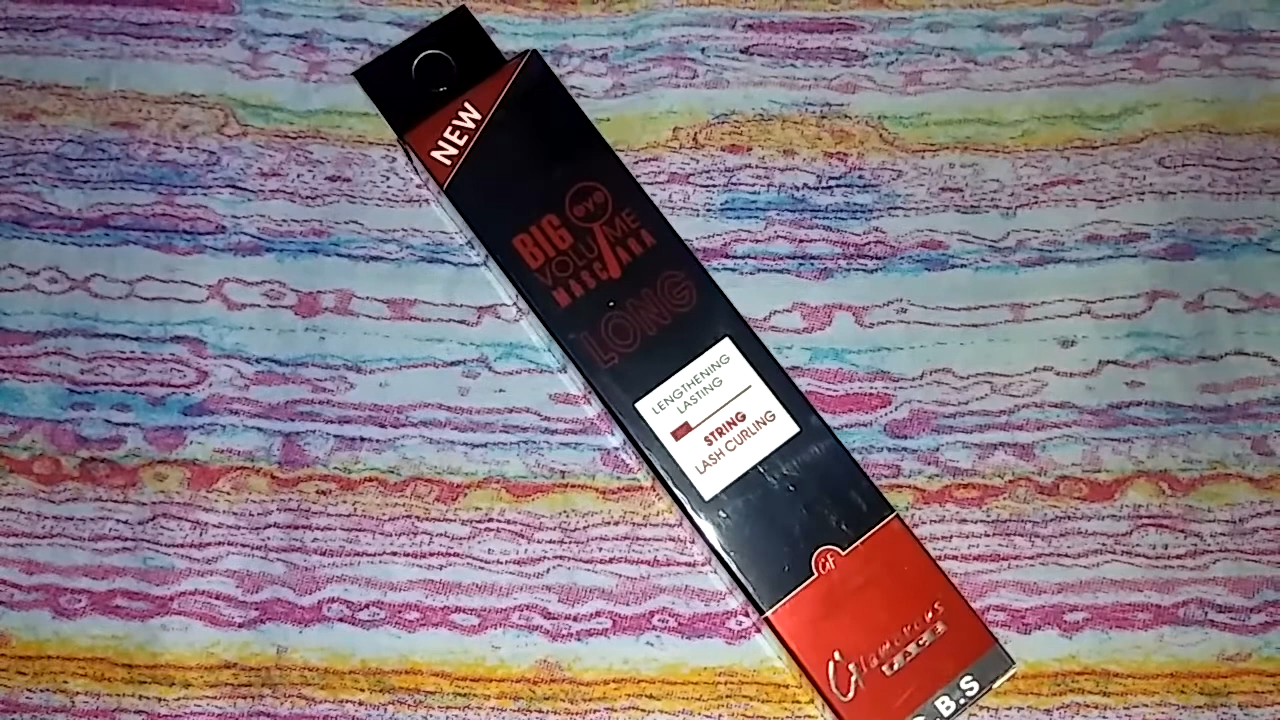 NEW
eye
BIG
VOLUME
MASCARA
LONG
LENGTHENING
LASTING
STRING
LASH CURLING
GF
Glamorous
FACE
B.S